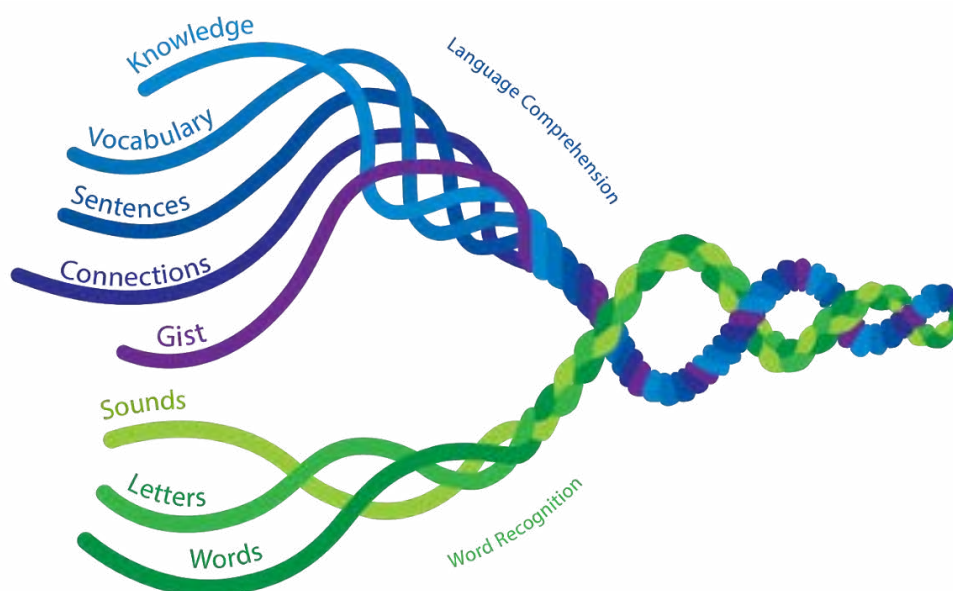 Knowledge
Language Comprehension
Vocabulary
Sentences
Connections
Gist
Sounds
Letters
Words
Word Recognition